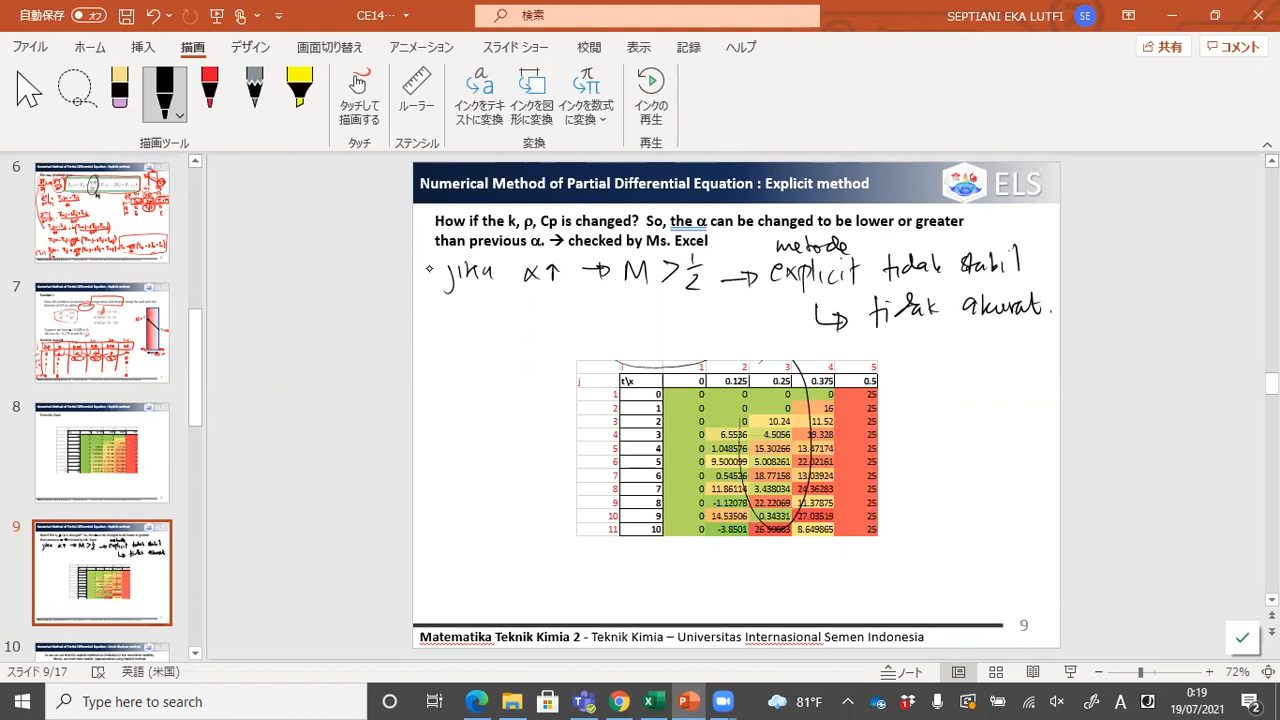 自動保存 オフ CE14··· 検索 SEPTIANI EKA LUTFI SE
ファイル ホーム 挿入 描画 デザイン 画面切り替え アニメーション スライド ショー 校閲 表示 記録 ヘルプ 共有 コメント
タッチして 描画する ルーラー インクをテキストに変換 インクを図形に変換 インクを数式に変換 インクの再生
描画ツール タッチ ステンシル 変換 再生
6
7
8
9
10
Numerical Method of Partial Differential Equation : Explicit method ELS
How if the k, ρ, Cp is changed? So, the α can be changed to be lower or greater
than previous α. → checked by Ms. Excel
metode
* jika α↑ → M > 1/2 → explicit tidak stabil
↳ tidak akurat.
i 1 2 3 4 5
j t\x 0 0.125 0.25 0.375 0.5
1 0 0 0 0 0 25
2 1 0 0 0 16 25
3 2 0 0 10.24 11.52 25
4 3 0 6.5536 4.5056 19.328 25
5 4 0 1.048576 15.30266 13.47174 25
6 5 0 9.500099 5.008261 22.02161 25
7 6 0 0.54526 18.77158 13.03924 25
8 7 0 11.86114 3.438034 24.36283 25
9 8 0 -1.12078 22.22069 11.37875 25
10 9 0 14.53506 0.34331 27.03519 25
11 10 0 -3.8501 8.649865 25
9
Matematika Teknik Kimia 2 - Teknik Kimia – Universitas Internasional Semen Indonesia
スライド 9/17 英語 (米国) ノート 72%
Type here to search 81°F A 0:19
19/07/2021 2